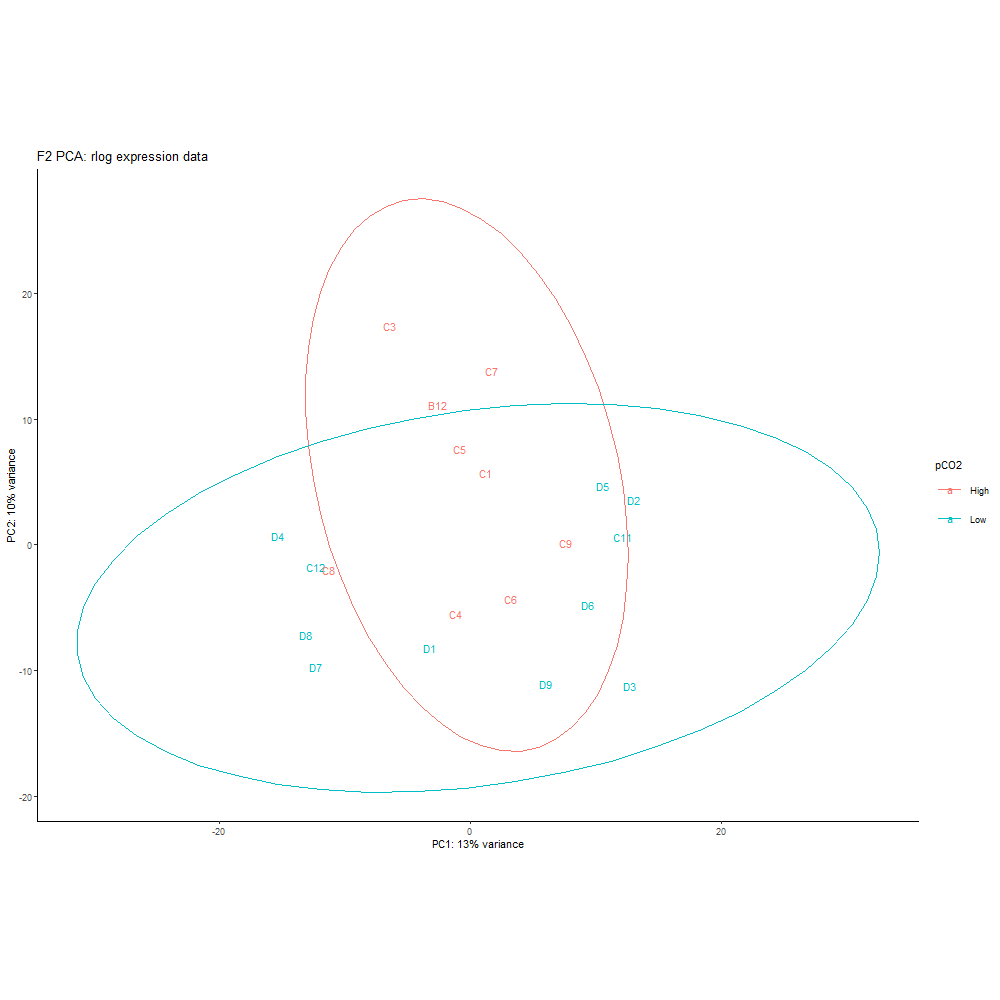 F2 PCA: rlog expression data
PC2: 10% variance
20
10
0
-10
-20
C3
C7
B12
C5
C1
D5
D2
D4
C11
C9
C12
C8
C6
D6
C4
D8
D1
D7
D9
D3
-20
0
20
PC1: 13% variance
pCO2
a High
a Low